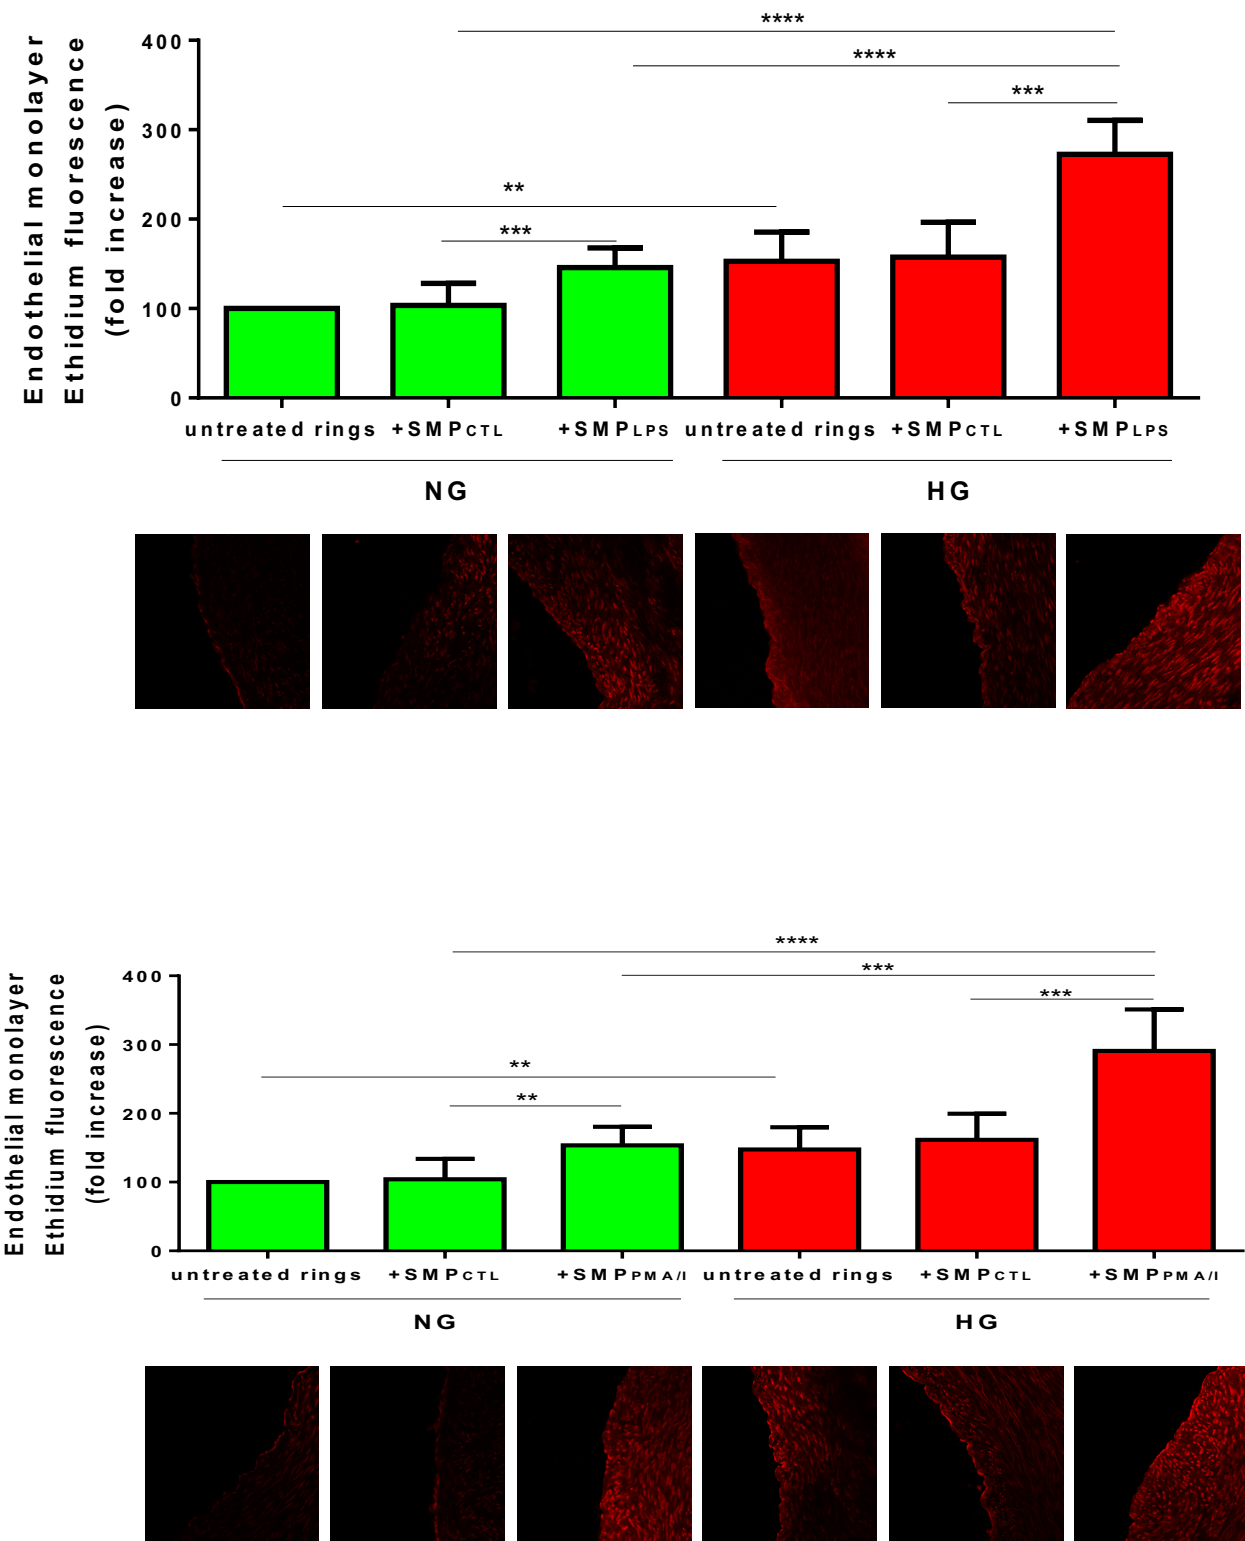 Endothelial monolayer
Ethidium fluorescence
(fold increase)
400
300
200
100
0
****
****
***
**
***
untreated rings +SMPCTL +SMPLPS untreated rings +SMPCTL +SMPLPS
NG HG
Endothelial monolayer
Ethidium fluorescence
(fold increase)
400
300
200
100
0
****
***
***
**
**
untreated rings +SMPCTL +SMPPMA/I untreated rings +SMPCTL +SMPPMA/I
NG HG